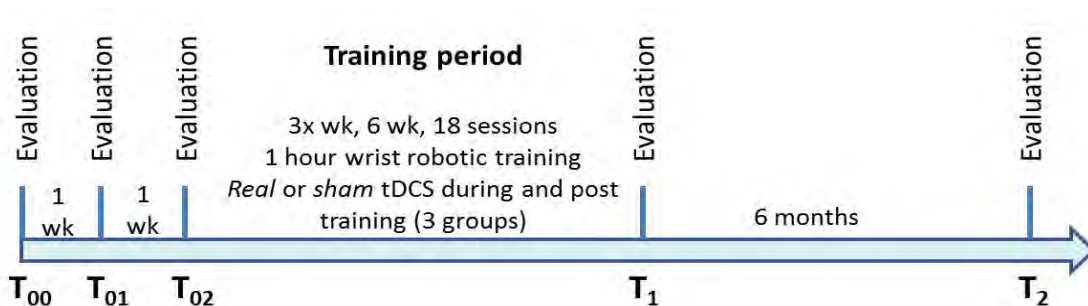 Evaluation
Evaluation
Evaluation
Training period
3x wk, 6 wk, 18 sessions
1 hour wrist robotic training
Real or sham tDCS during and post
training (3 groups)
Evaluation
Evaluation
1
wk
1
wk
6 months
T00
T01
T02
T1
T2